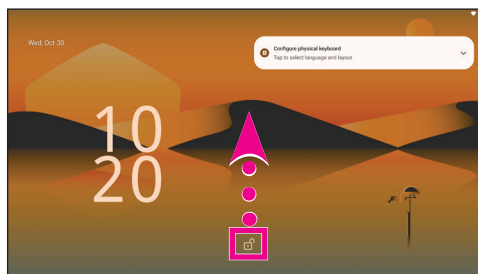 Wed, Oct 30
Configure physical keyboard
Tap to select language and layout
10
20